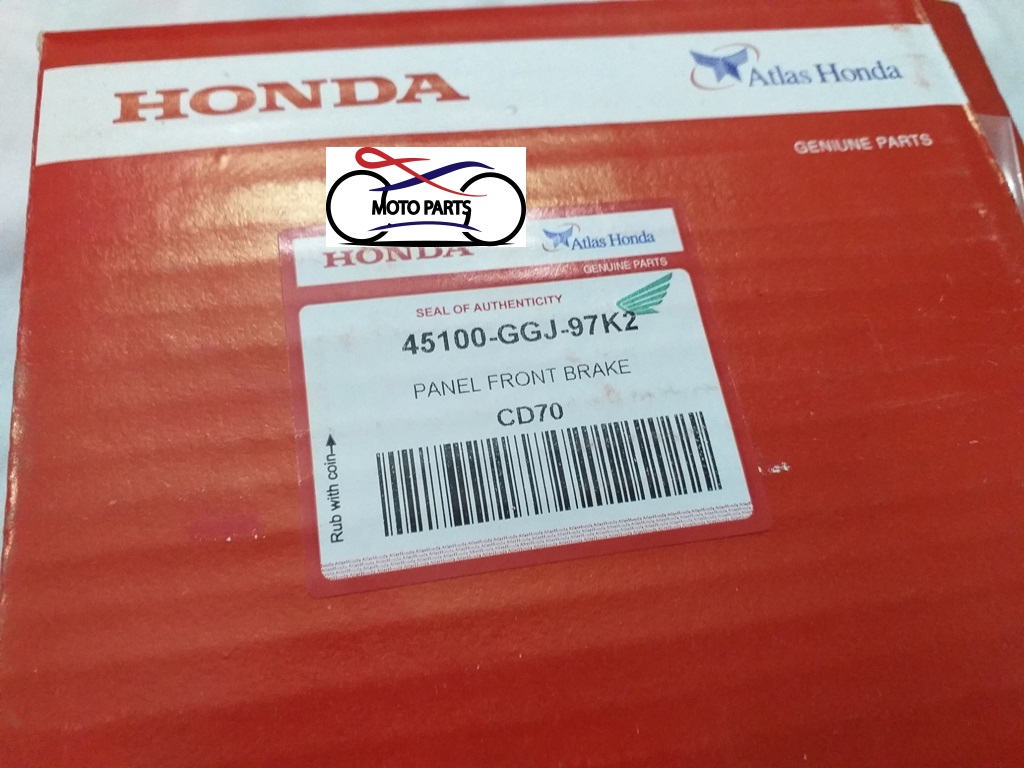 HONDA
Atlas Honda
GENIUNE PARTS
MOTO PARTS
HONDA
Atlas Honda
GENUINE PARTS
SEAL OF AUTHENTICITY
45100-GGJ-97K2
PANEL FRONT BRAKE
CD70
Rub with coin→